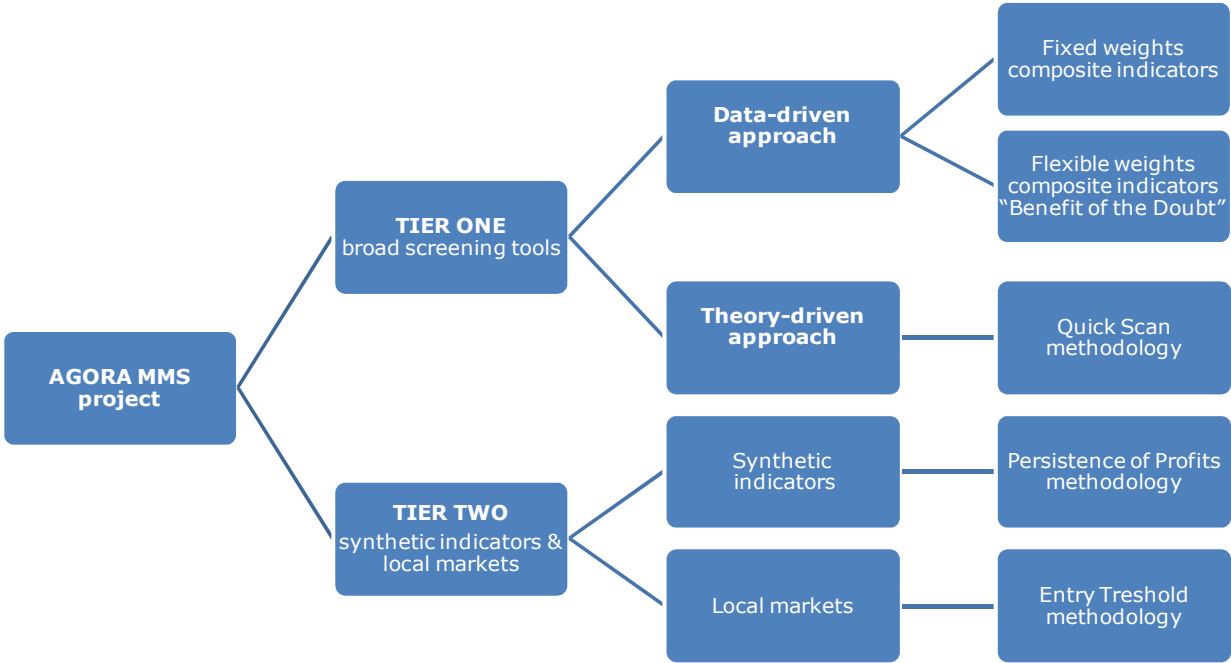 AGORA MMS
project
TIER ONE
broad screening tools
TIER TWO
synthetic indicators &
local markets
Data-driven
approach
Theory-driven
approach
Synthetic
indicators
Local markets
Fixed weights
composite indicators
Flexible weights
composite indicators
“Benefit of the Doubt”
Quick Scan
methodology
Persistence of Profits
methodology
Entry Treshold
methodology